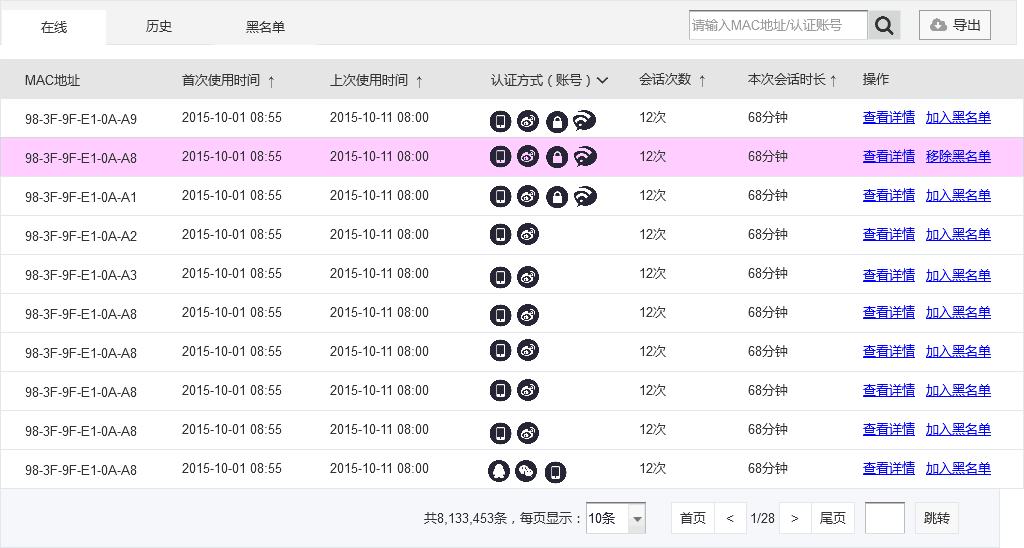 在线 历史 黑名单 请输入MAC地址/认证账号 导出
MAC地址 首次使用时间 ↑ 上次使用时间 ↑ 认证方式（账号） 会话次数 ↑ 本次会话时长↑ 操作
98-3F-9F-E1-0A-A9 2015-10-01 08:55 2015-10-11 08:00 12次 68分钟 查看详情 加入黑名单
98-3F-9F-E1-0A-A8 2015-10-01 08:55 2015-10-11 08:00 12次 68分钟 查看详情 移除黑名单
98-3F-9F-E1-0A-A1 2015-10-01 08:55 2015-10-11 08:00 12次 68分钟 查看详情 加入黑名单
98-3F-9F-E1-0A-A2 2015-10-01 08:55 2015-10-11 08:00 12次 68分钟 查看详情 加入黑名单
98-3F-9F-E1-0A-A3 2015-10-01 08:55 2015-10-11 08:00 12次 68分钟 查看详情 加入黑名单
98-3F-9F-E1-0A-A8 2015-10-01 08:55 2015-10-11 08:00 12次 68分钟 查看详情 加入黑名单
98-3F-9F-E1-0A-A8 2015-10-01 08:55 2015-10-11 08:00 12次 68分钟 查看详情 加入黑名单
98-3F-9F-E1-0A-A8 2015-10-01 08:55 2015-10-11 08:00 12次 68分钟 查看详情 加入黑名单
98-3F-9F-E1-0A-A8 2015-10-01 08:55 2015-10-11 08:00 12次 68分钟 查看详情 加入黑名单
98-3F-9F-E1-0A-A8 2015-10-01 08:55 2015-10-11 08:00 12次 68分钟 查看详情 加入黑名单
共8,133,453条，每页显示： 10条 首页 < 1/28 > 尾页 跳转